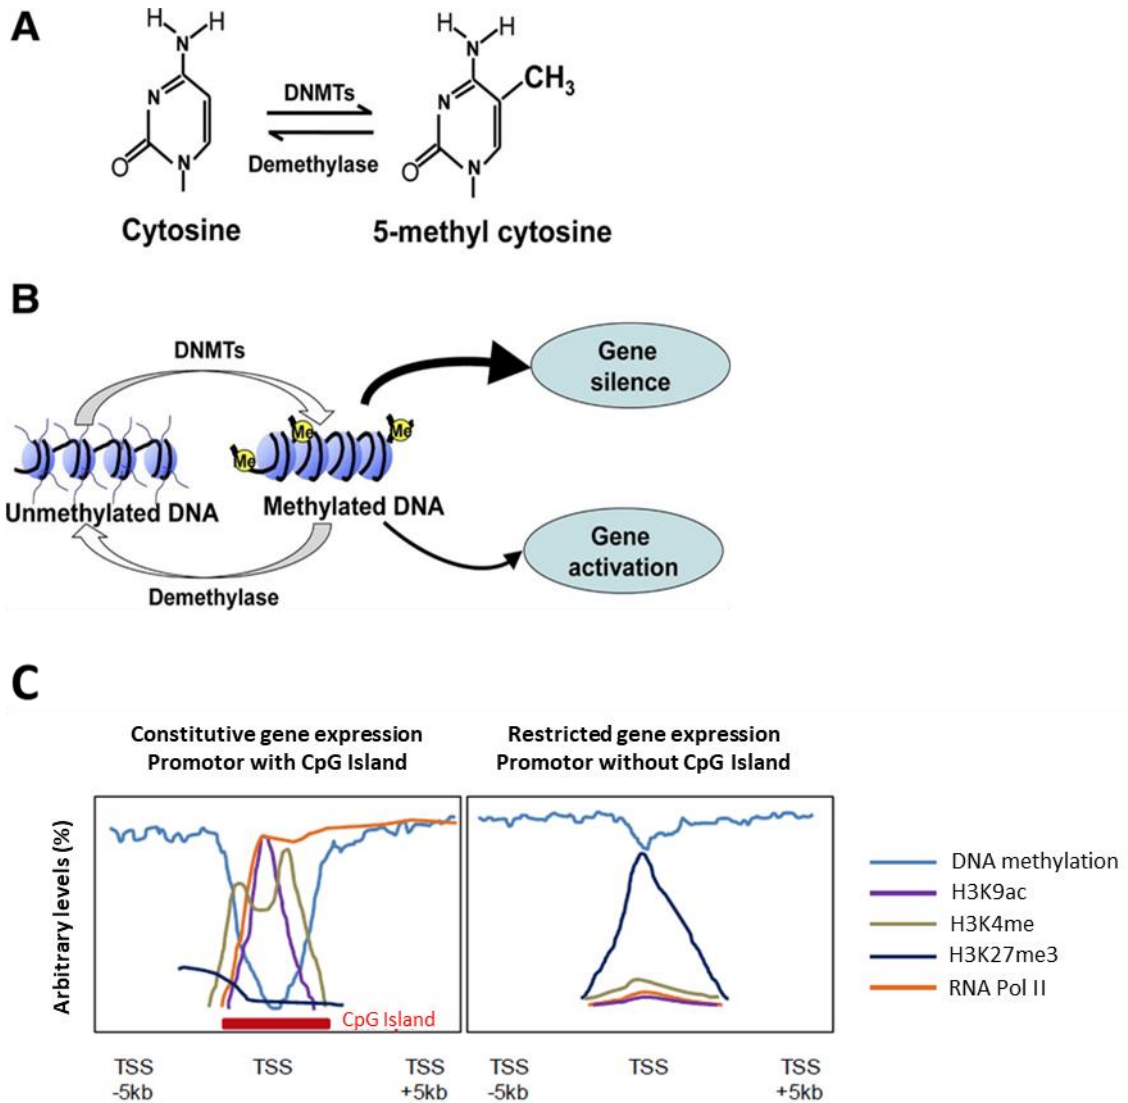 A
H H
N
N
O
N
Cytosine
DNMTs
Demethylase
H H
N
CH3
N
O
N
5-methyl cytosine
B
DNMTs
Me
Me
Me
Unmethylated DNA
Methylated DNA
Demethylase
Gene
silence
Gene
activation
C
Constitutive gene expression
Promotor with CpG Island
Restricted gene expression
Promotor without CpG Island
Arbitrary levels (%)
CpG Island
TSS
-5kb
TSS
TSS
+5kb
TSS
-5kb
TSS
TSS
+5kb
DNA methylation
H3K9ac
H3K4me
H3K27me3
RNA Pol II